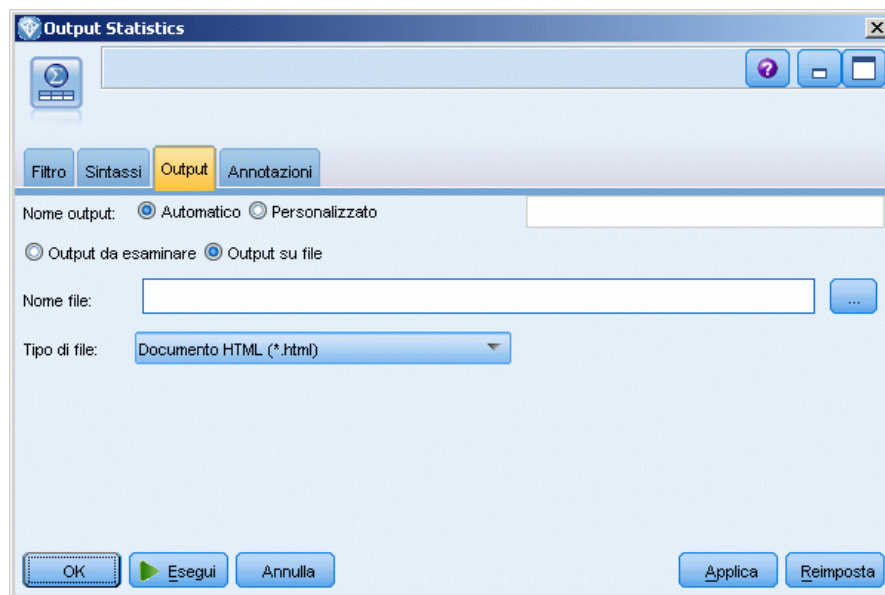 Output Statistics
Filtro Sintassi Output Annotazioni
Nome output: Automatico Personalizzato
Output da esaminare Output su file
Nome file: ...
Tipo di file: Documento HTML (*.html)
OK Esegui Annulla Applica Reimposta